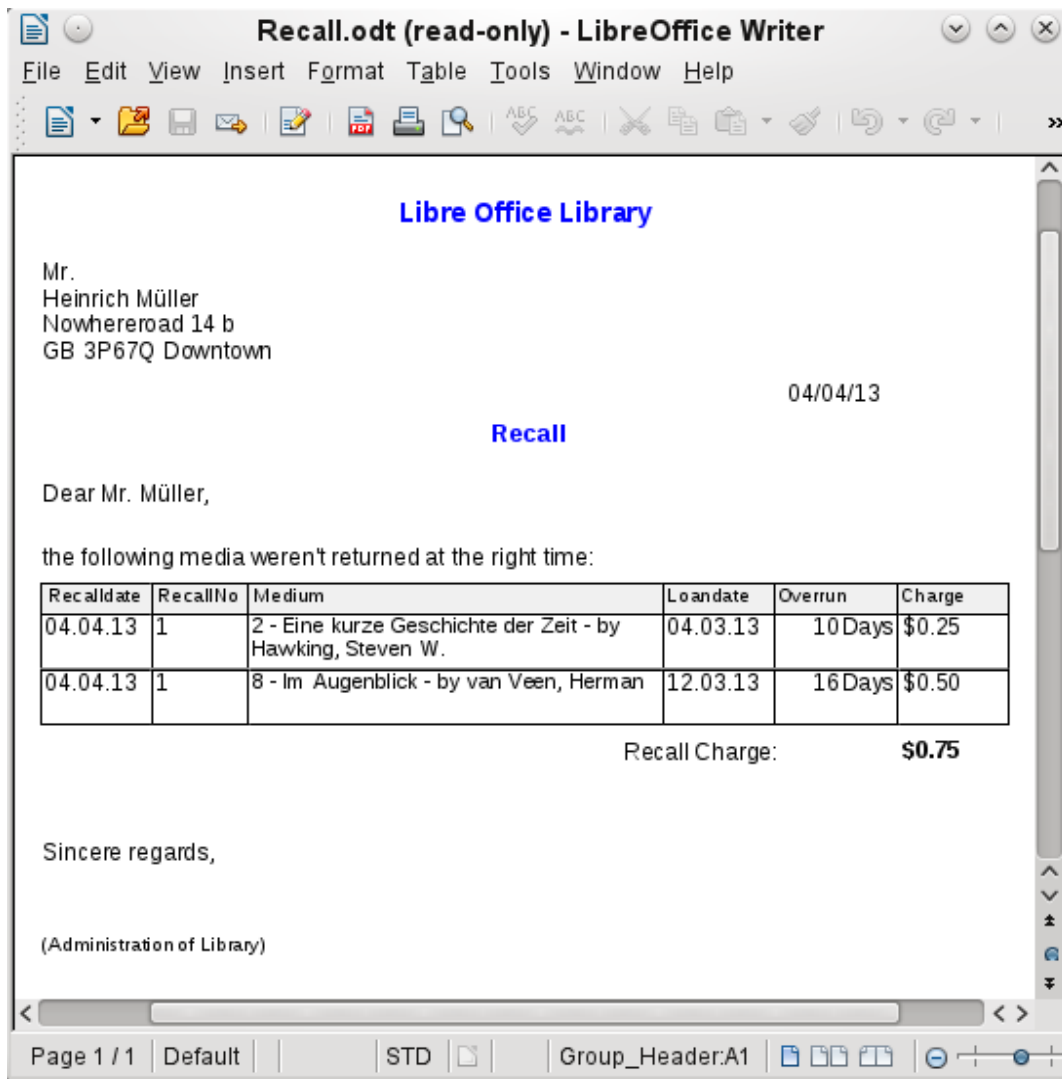 Recall.odt (read-only) - LibreOffice Writer
File Edit View Insert Format Table Tools Window Help
PDF ABC ABC »
Libre Office Library
Mr.
Heinrich Müller
Nowhereroad 14 b
GB 3P67Q Downtown
04/04/13
Recall
Dear Mr. Müller,
the following media weren't returned at the right time:
Recalldate RecallNo Medium Loandate Overrun Charge
04.04.13 1 2 - Eine kurze Geschichte der Zeit - by 04.03.13 10 Days $0.25
Hawking, Steven W.
04.04.13 1 8 - Im Augenblick - by van Veen, Herman 12.03.13 16 Days $0.50
Recall Charge: $0.75
Sincere regards,
(Administration of Library)
Page 1 / 1 Default STD Group_Header:A1